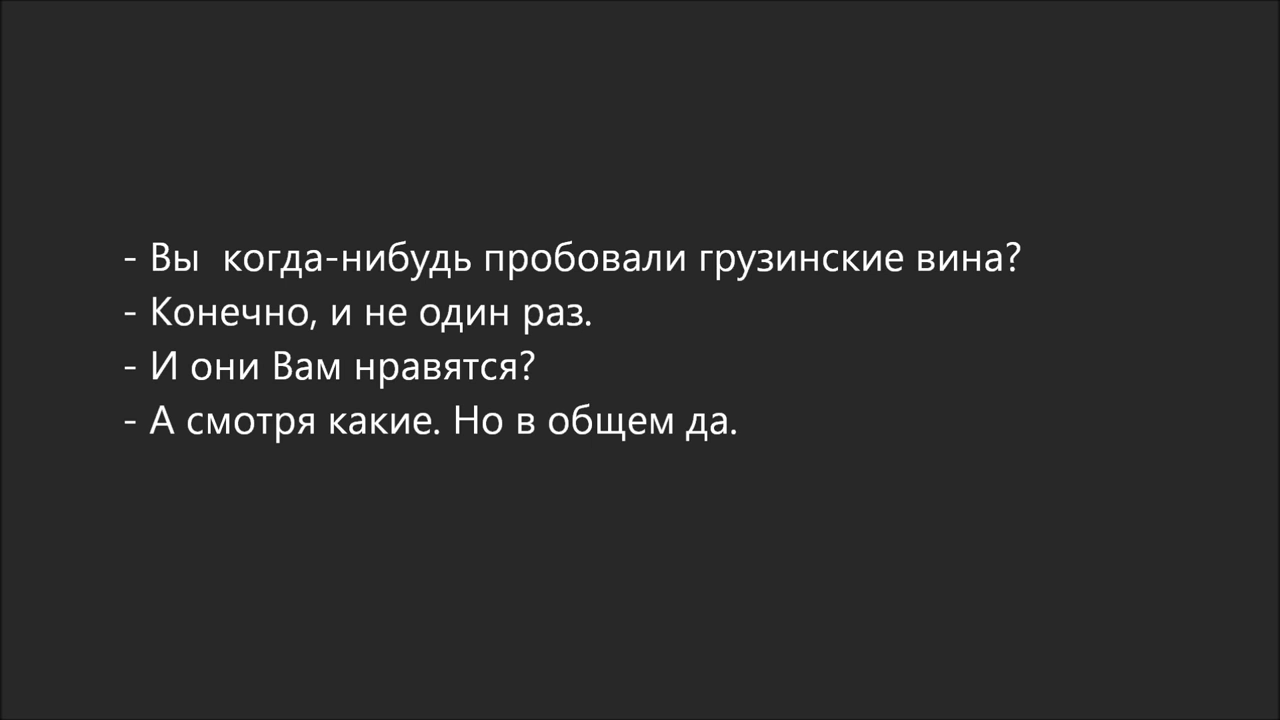 - Вы  когда-нибудь пробовали грузинские вина?
- Конечно, и не один раз.
- И они Вам нравятся?
- А смотря какие. Но в общем да.